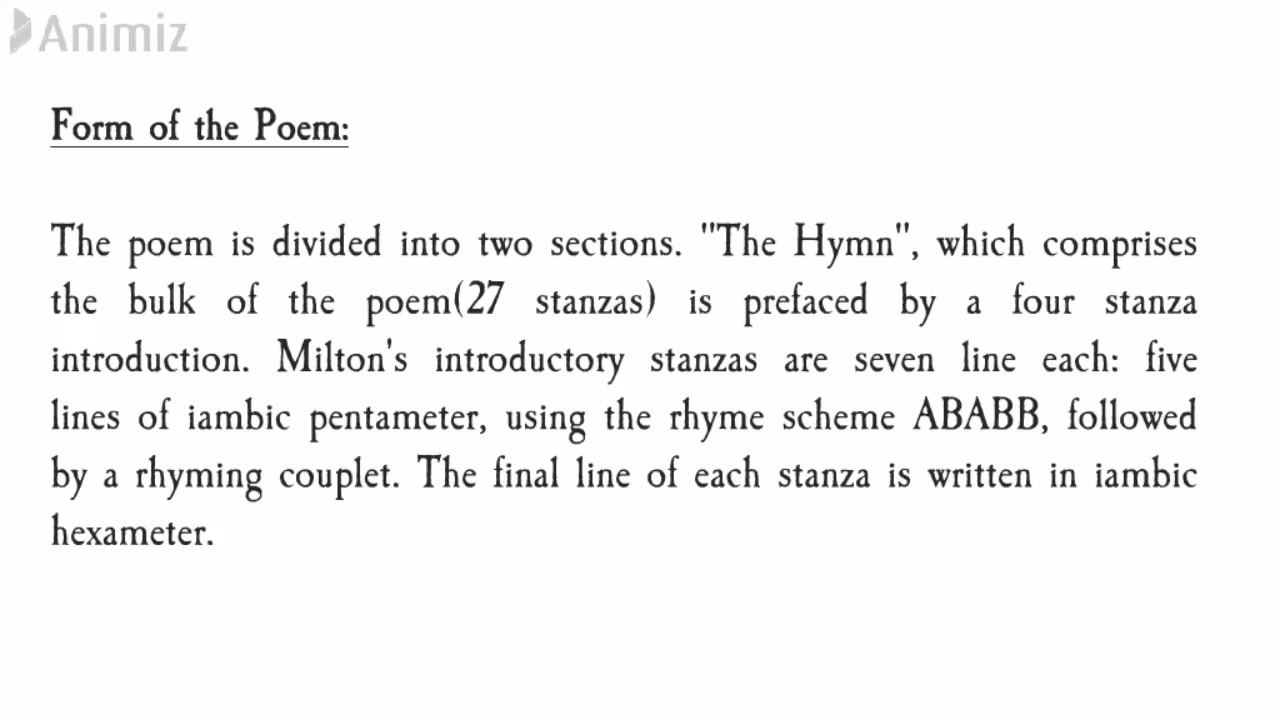 Animiz
Form of the Poem:
The poem is divided into two sections. "The Hymn", which comprises
the bulk of the poem(27 stanzas) is prefaced by a four stanza
introduction. Milton's introductory stanzas are seven line each: five
lines of iambic pentameter, using the rhyme scheme ABABB, followed
by a rhyming couplet. The final line of each stanza is written in iambic
hexameter.